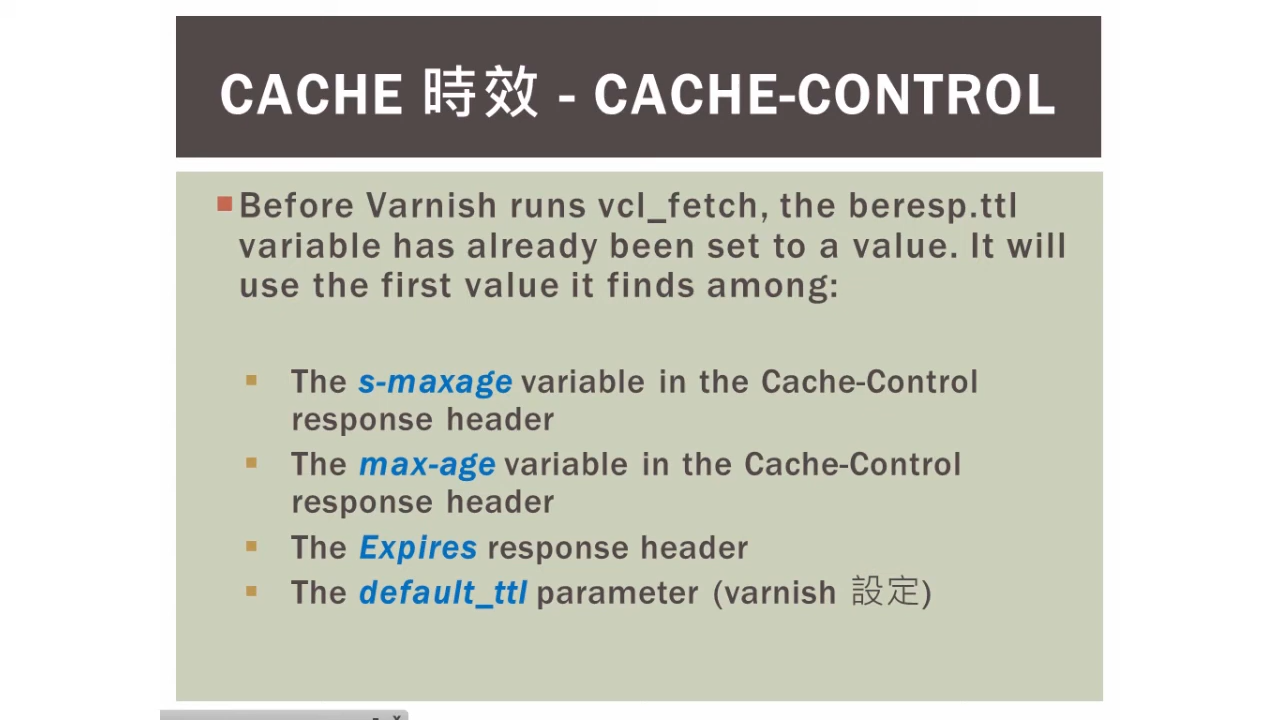 CACHE 時效 - CACHE-CONTROL
Before Varnish runs vcl_fetch, the beresp.ttl
variable has already been set to a value. It will
use the first value it finds among:
The s-maxage variable in the Cache-Control
response header
The max-age variable in the Cache-Control
response header
The Expires response header
The default_ttl parameter (varnish 設定)